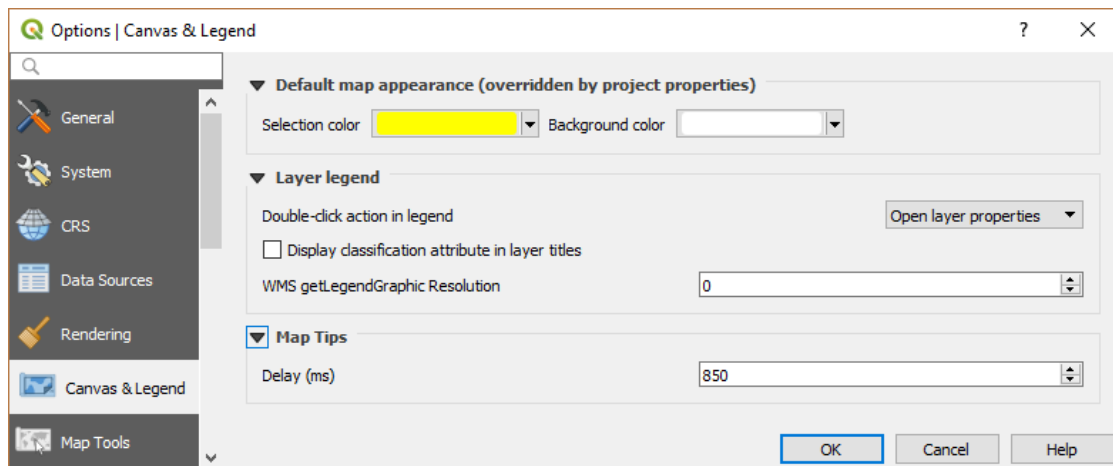 Options | Canvas & Legend
?
General
System
CRS
Data Sources
Rendering
Canvas & Legend
Map Tools
Default map appearance (overridden by project properties)
Selection color Background color
Layer legend
Double-click action in legend Open layer properties
Display classification attribute in layer titles
WMS getLegendGraphic Resolution 0
Map Tips
Delay (ms) 850
OK Cancel Help